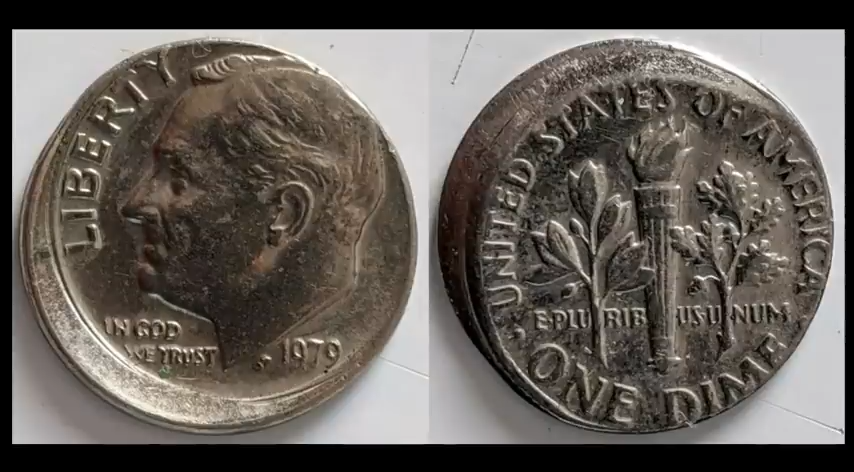 LIBERTY
IN GOD
WE TRUST
1979
UNITED STATES OF AMERICA
E PLURIBUS UNUM
ONE DIME